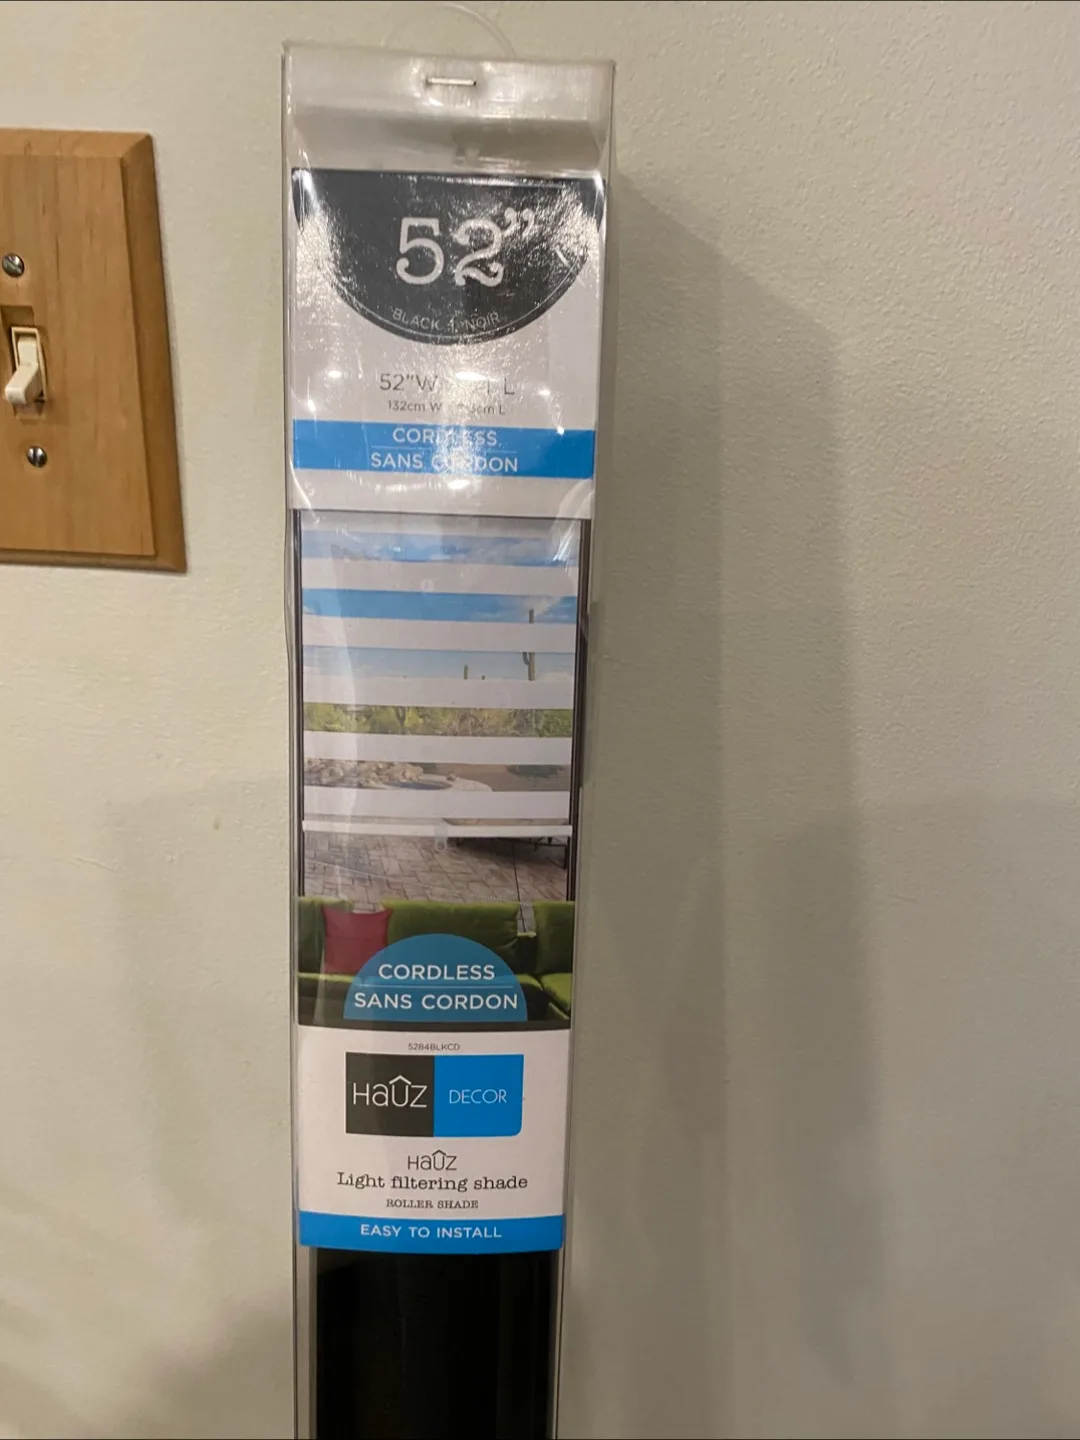 52”
BLACK NOIR
52"W L
132cm W L
CORDLESS
SANS CORDON
CORDLESS
SANS CORDON
5284BLKCD
HaûZ DECOR
HaûZ
Light filtering shade
ROLLER SHADE
EASY TO INSTALL